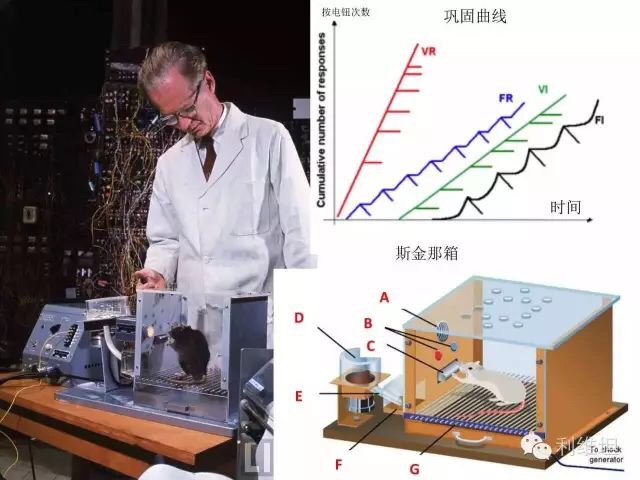 按电钮次数
巩固曲线
Cumulative number of responses
VR
FR
VI
FI
时间
斯金那箱
A
B
C
D
E
F
G
To shock
generator
利维坦
LI